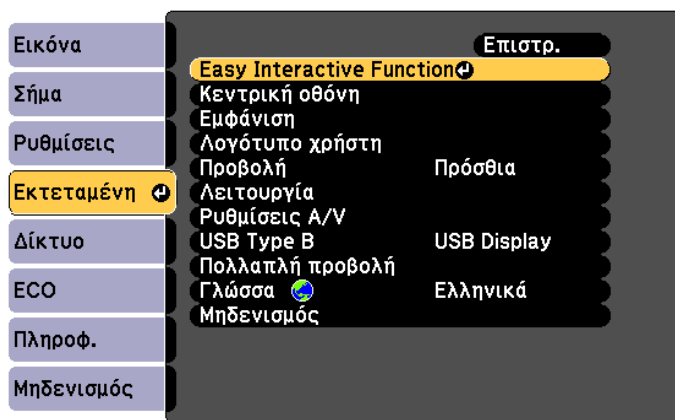 Εικόνα
Σήμα
Ρυθμίσεις
Εκτεταμένη
Δίκτυο
ECO
Πληροφ.
Μηδενισμός
Επιστρ.
Easy Interactive Function
Κεντρική οθόνη
Εμφάνιση
Λογότυπο χρήστη
Προβολή Πρόσθια
Λειτουργία
Ρυθμίσεις A/V
USB Type B USB Display
Πολλαπλή προβολή
Γλώσσα Ελληνικά
Μηδενισμός